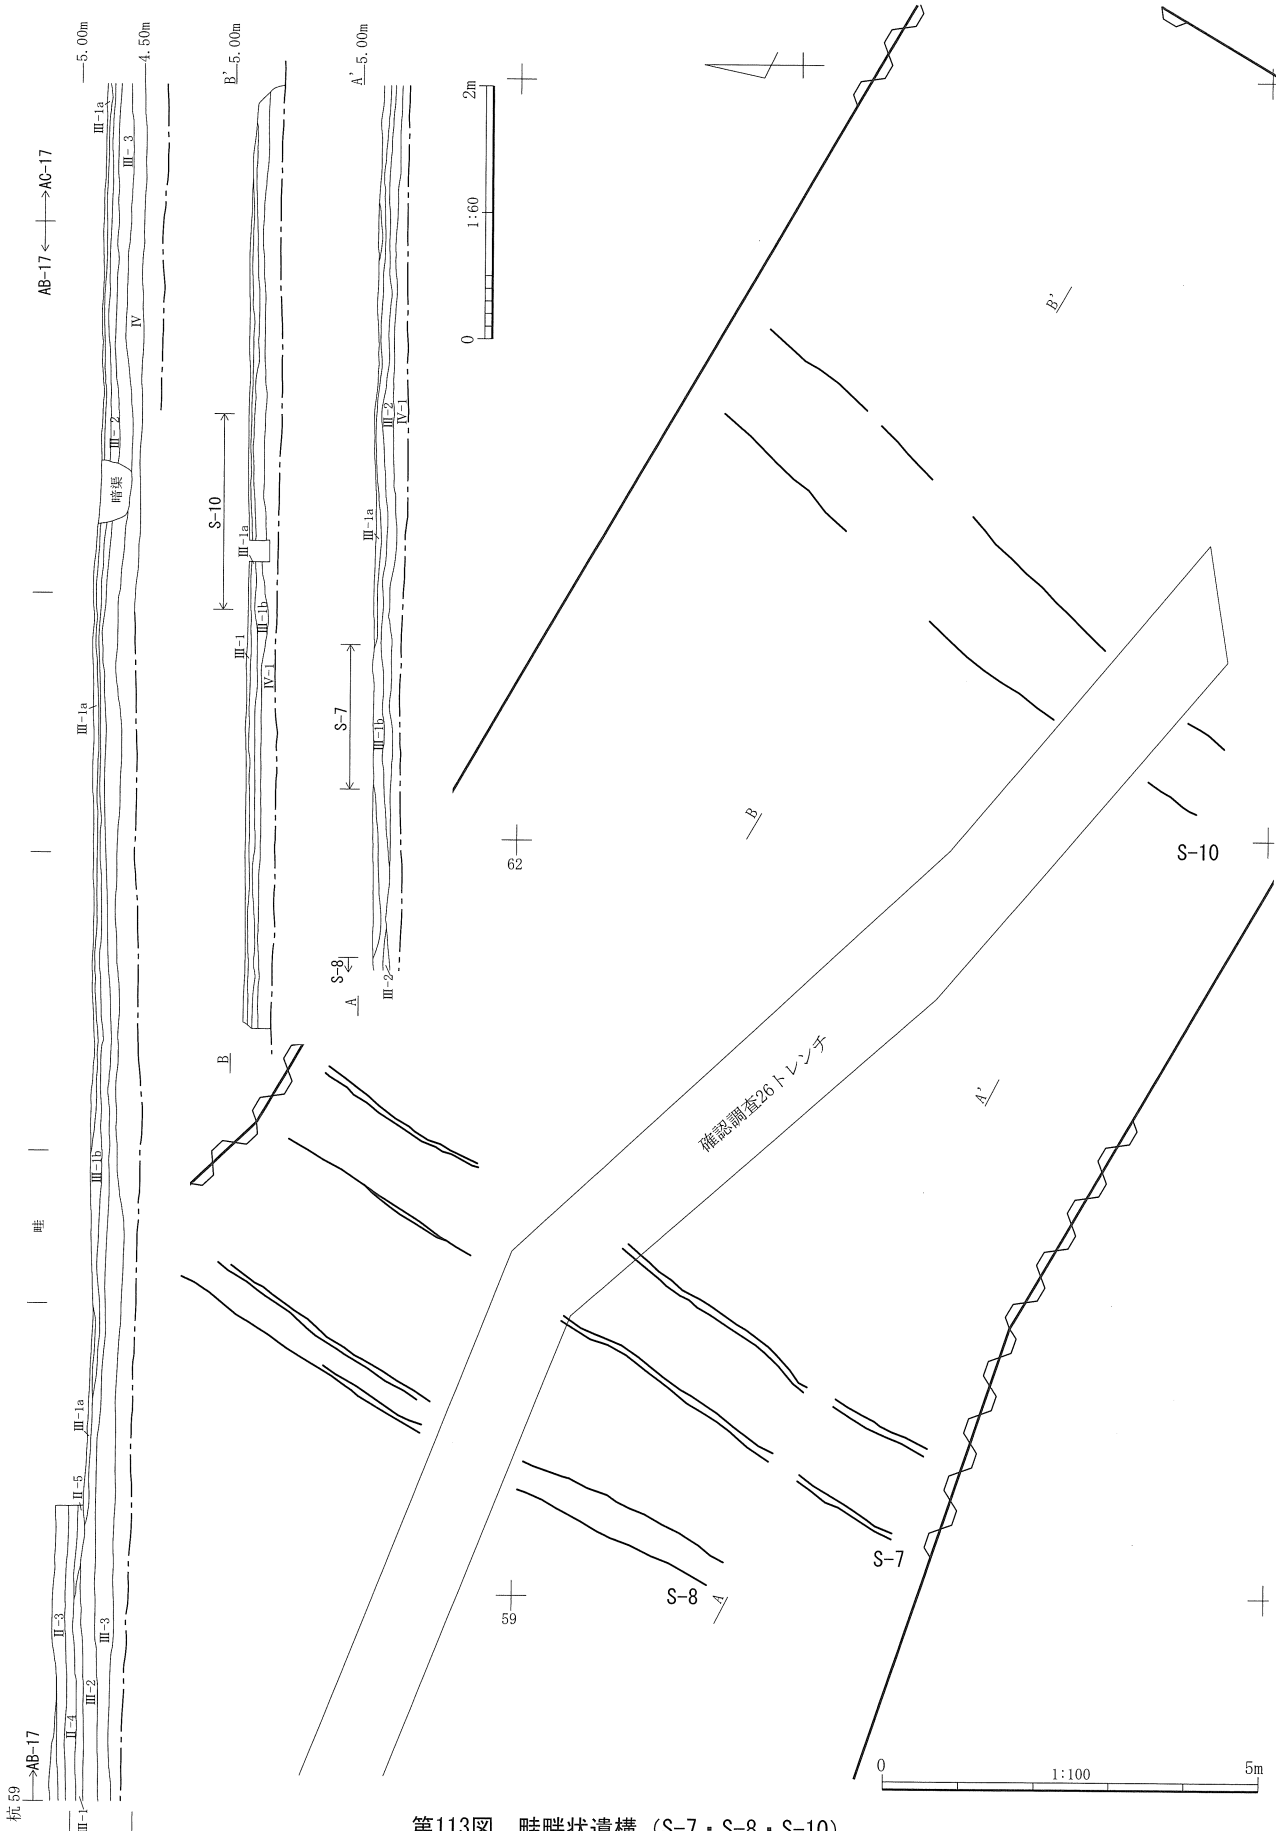 5.00m
4.50m
B'
5.00m
A'
5.00m
Ⅲ-1a
Ⅲ-3
AB-17
AC-17
Ⅳ
Ⅲ-2
暗渠
Ⅲ-1a
Ⅲ-1b
畦
Ⅲ-1a
Ⅱ-5
Ⅱ-3
Ⅲ-3
Ⅲ-2
Ⅱ-4
AB-17
杭59
Ⅲ-1
S-10
Ⅲ-1a
Ⅲ-1b
Ⅲ-1
Ⅳ-1
B
Ⅲ-2
Ⅳ-1
Ⅲ-1a
S-7
Ⅲ-1b
S-8
Ⅲ-2
A
2m
1:60
0
B'
B
62
S-10
確認調査26トレンチ
A'
S-7
S-8
A
59
0
1:100
5m
第113図 畦畔状遺構(S-7・S-8・S-10)